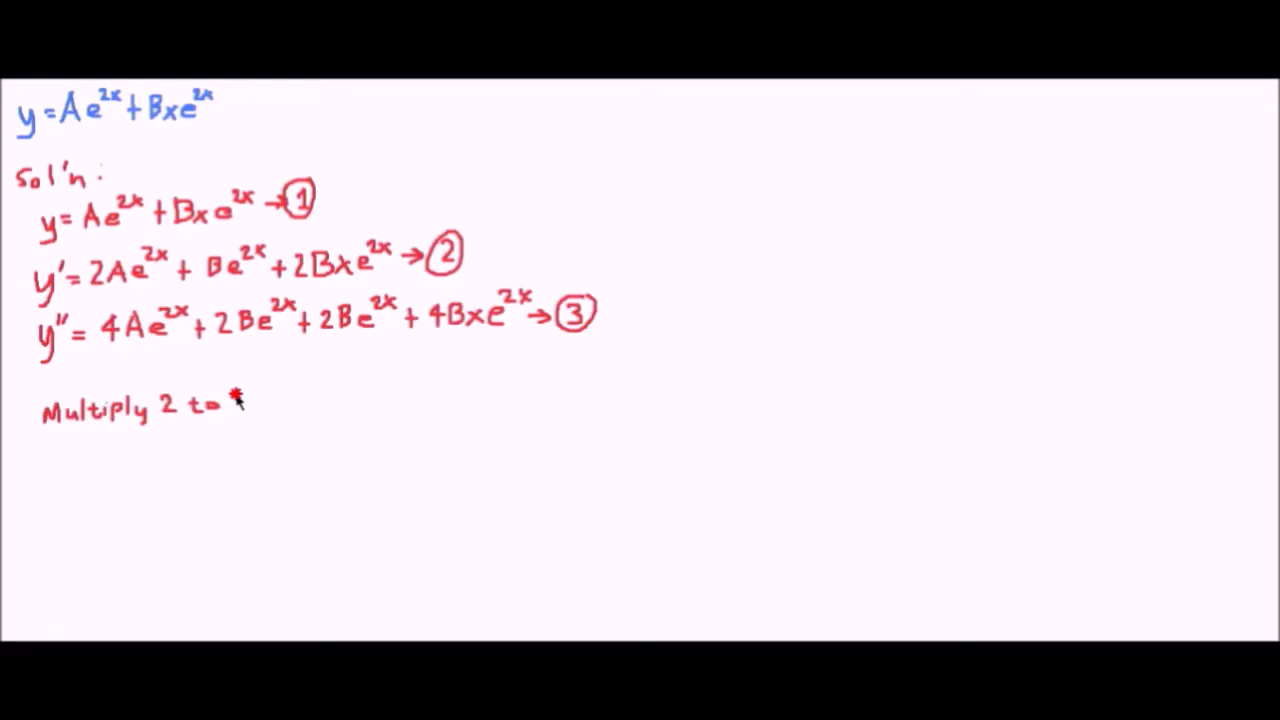 y = Ae^{2x} + Bxe^{2x}
Sol'n :
y = Ae^{2x} + Bxe^{2x} → ①
y' = 2Ae^{2x} + Be^{2x} + 2Bxe^{2x} → ②
y" = 4Ae^{2x} + 2Be^{2x} + 2Be^{2x} + 4Bxe^{2x} → ③
Multiply 2 to